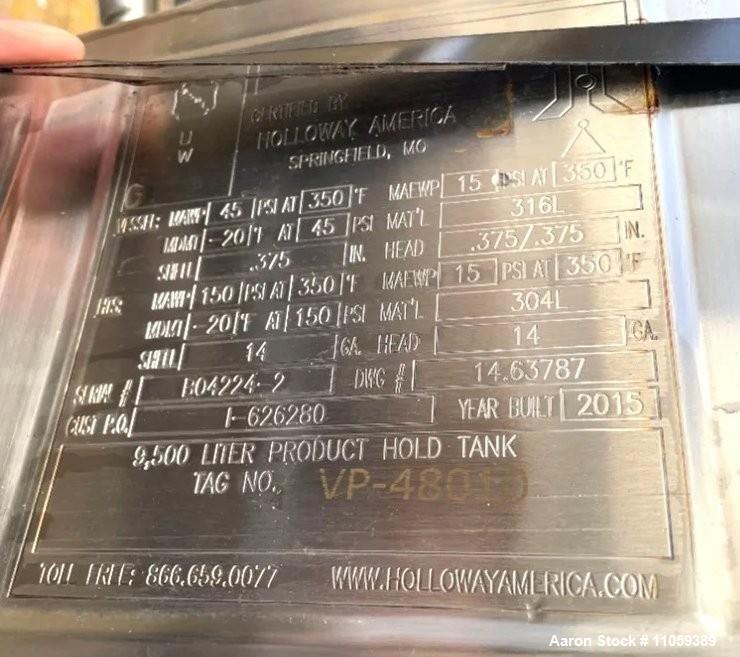 U
W
CERTIFIED BY
HOLLOWAY AMERICA
SPRINGFIELD, MO
G
VESSEL: MAWP 45 PSI AT 350 °F MAEWP 15 PSI AT 350 °F
MDMT -20 °F AT 45 PSI MAT'L 316L
SHELL .375 IN. HEAD .375/.375 IN.
HTS: MAWP 150 PSI AT 350 °F MAEWP 15 PSI AT 350 °F
MDMT -20 °F AT 150 PSI MAT'L 304L
SHELL 14 GA. HEAD 14 GA.
SERIAL # B04224-2 DWG # 14.63787
CUST P.O. I-626280 YEAR BUILT 2015
9,500 LITER PRODUCT HOLD TANK
TAG NO.
TOLL FREE: 866.659.0077 WWW.HOLLOWAYAMERICA.COM
Aaron Stock # 11059389